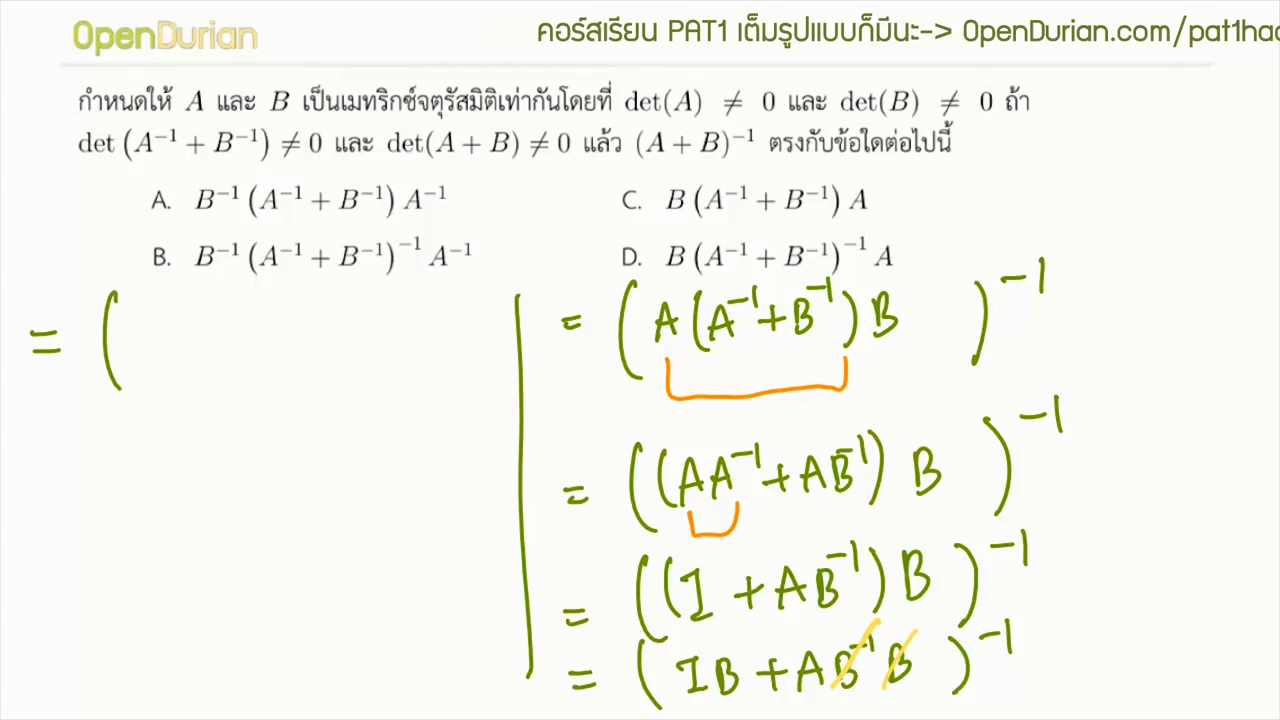 OpenDurian
คอร์สเรียน PAT1 เต็มรูปแบบก็มีนะ-> OpenDurian.com/pat1hac
กำหนดให้ A และ B เป็นเมทริกซ์จตุรัสมิติเท่ากันโดยที่ det(A) ≠ 0 และ det(B) ≠ 0 ถ้า
det (A⁻¹ + B⁻¹) ≠ 0 และ det(A + B) ≠ 0 แล้ว (A + B)⁻¹ ตรงกับข้อใดต่อไปนี้
A. B⁻¹ (A⁻¹ + B⁻¹) A⁻¹
C. B (A⁻¹ + B⁻¹) A
B. B⁻¹ (A⁻¹ + B⁻¹)⁻¹ A⁻¹
D. B (A⁻¹ + B⁻¹)⁻¹ A
= (
= (A(A⁻¹+B⁻¹)B)⁻¹
= ((AA⁻¹+AB⁻¹)B)⁻¹
= ((I + AB⁻¹)B)⁻¹
= (IB + AB⁻¹B)⁻¹